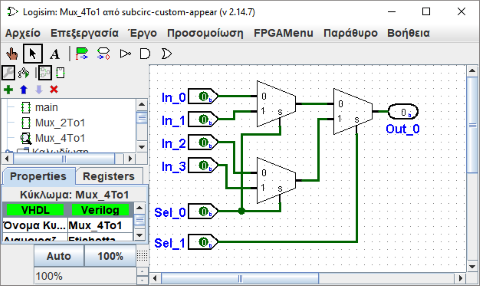 Logisim: Mux_4To1 από subcirc-custom-appear (v 2.14.7)
Αρχείο Επεξεργασία Έργο Προσομοίωση FPGAMenu Παράθυρο Βοήθεια
A
main
Mux_2To1
Mux_4To1
Καλωδίωση
Properties Registers
Κύκλωμα: Mux_4To1
VHDL Verilog
Όνομα Κυ... Mux_4To1
Διαμοιραζ... Etichetta
Auto 100%
100%
In_0 0 b
In_1 0 b
In_2 0 b
In_3 0 b
Sel_0 0 b
Sel_1 0 b
0
1 s
0
1 s
0
1 s
0 b
Out_0